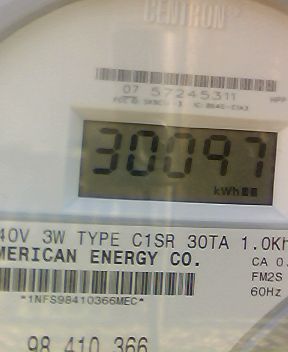 CENTRON®
07 57245311
30097
kWh
40V 3W TYPE C1SR 30TA 1.0Kh
MERICAN ENERGY CO.
CA 0.
FM2S
60Hz
*1NFS98410366MEC*
98 410 366